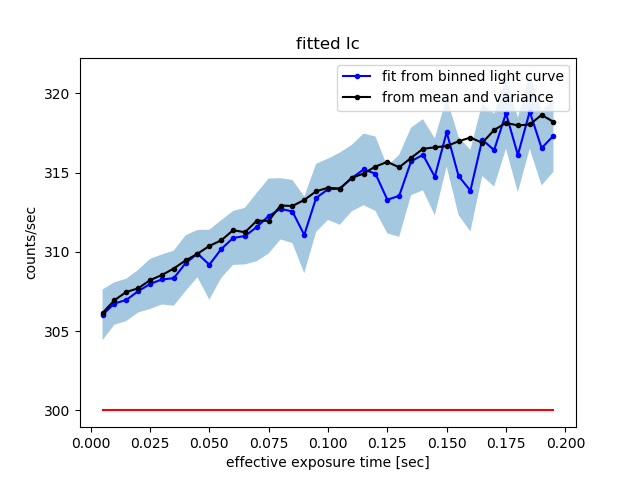 fitted lc
fit from binned light curve
from mean and variance
320
315
310
305
300
counts/sec
0.000 0.025 0.050 0.075 0.100 0.125 0.150 0.175 0.200
effective exposure time [sec]